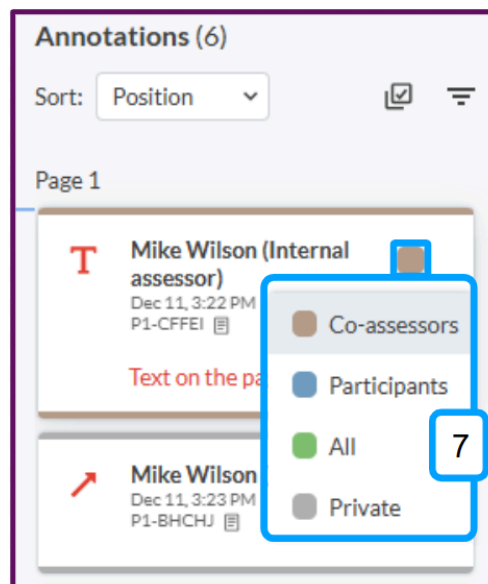 Annotations (6)
Sort: Position
Page 1
T Mike Wilson (Internal
assessor)
Dec 11, 3:22 PM
P1-CFFEI
Text on the pa
Co-assessors
Participants
All
Private
7
Mike Wilson
Dec 11, 3:23 PM
P1-BHCHJ